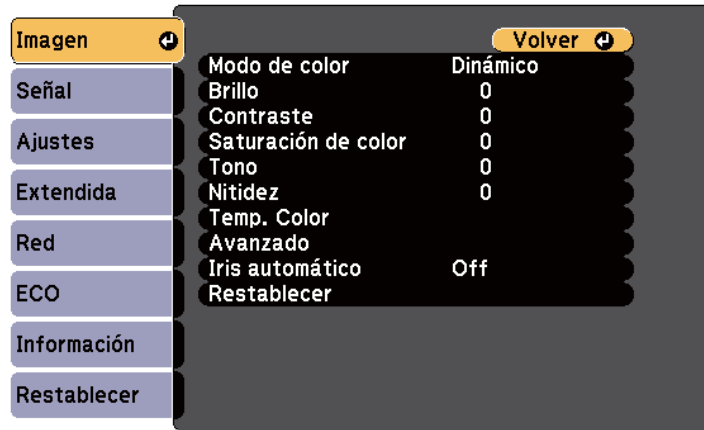 Imagen
Señal
Ajustes
Extendida
Red
ECO
Información
Restablecer
Volver
Modo de color Dinámico
Brillo 0
Contraste 0
Saturación de color 0
Tono 0
Nitidez 0
Temp. Color
Avanzado
Iris automático Off
Restablecer